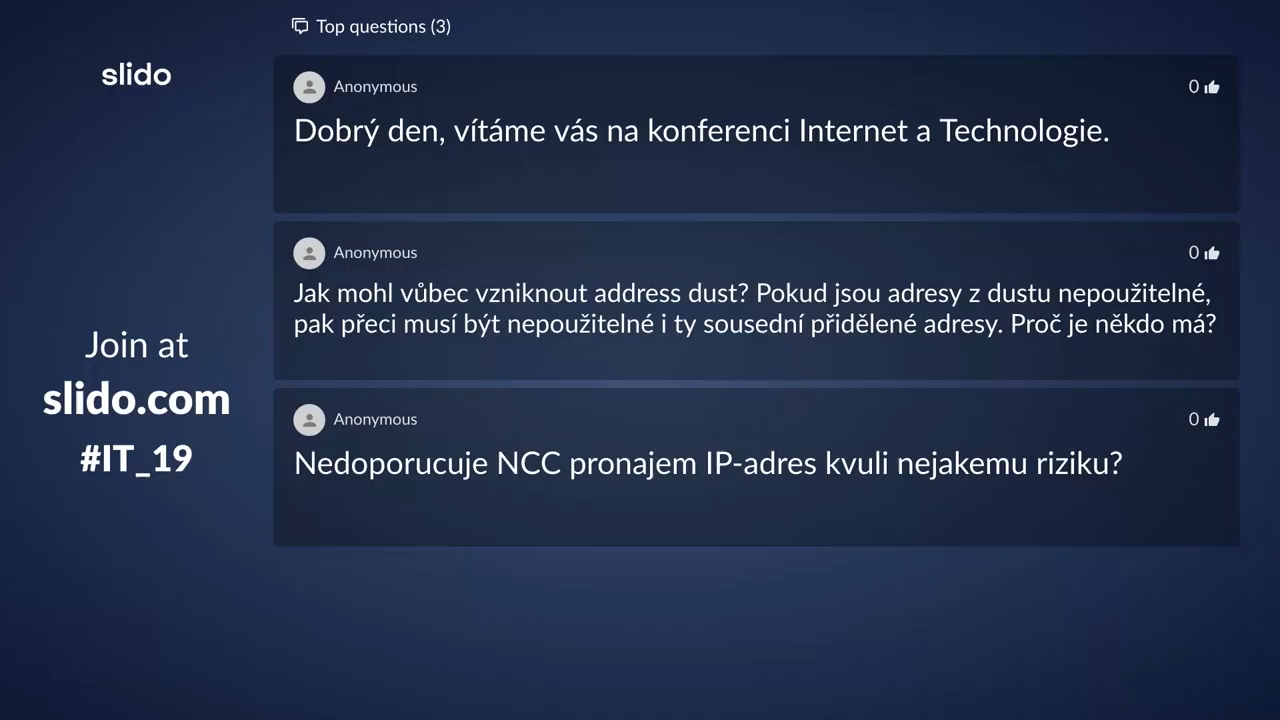 Top questions (3)
slido
Anonymous
0
Dobrý den, vítáme vás na konferenci Internet a Technologie.
Anonymous
0
Jak mohl vůbec vzniknout address dust? Pokud jsou adresy z dustu nepoužitelné,
pak přeci musí být nepoužitelné i ty sousední přidělené adresy. Proč je někdo má?
Anonymous
0
Nedoporucuje NCC pronajem IP-adres kvuli nejakemu riziku?
Join at
slido.com
#IT_19